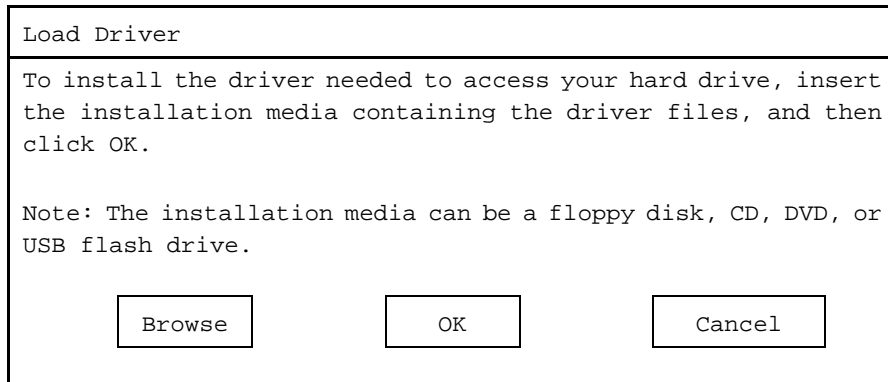 Load Driver
To install the driver needed to access your hard drive, insert
the installation media containing the driver files, and then
click OK.
Note: The installation media can be a floppy disk, CD, DVD, or
USB flash drive.
Browse
OK
Cancel